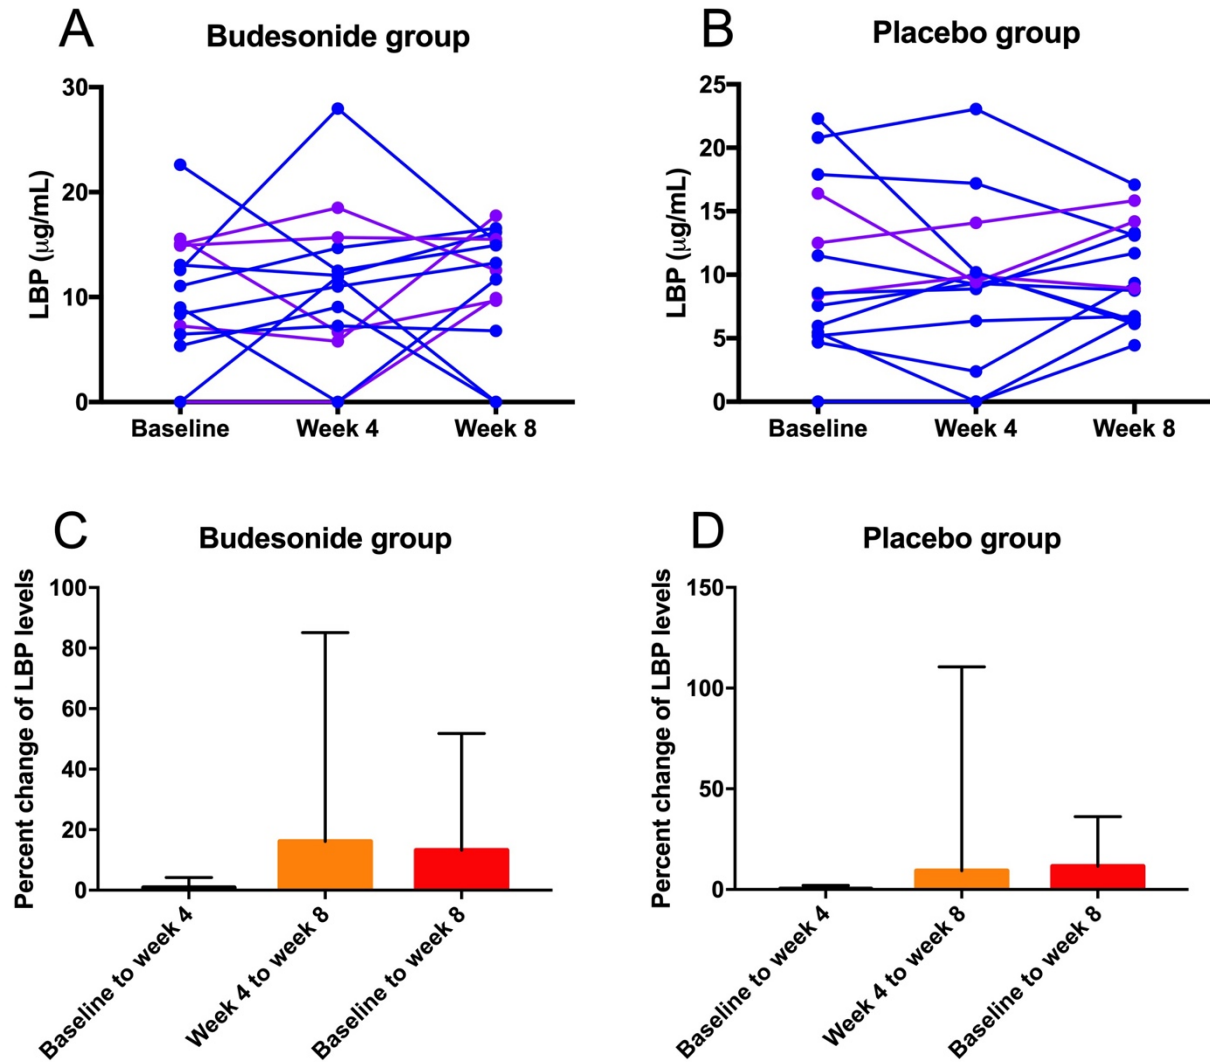 A
Budesonide group
LBP (µg/mL)
30
20
10
0
Baseline
Week 4
Week 8
B
Placebo group
LBP (µg/mL)
25
20
15
10
5
0
Baseline
Week 4
Week 8
C
Budesonide group
Percent change of LBP levels
100
80
60
40
20
0
Baseline to week 4
Week 4 to week 8
Baseline to week 8
D
Placebo group
Percent change of LBP levels
150
100
50
0
Baseline to week 4
Week 4 to week 8
Baseline to week 8